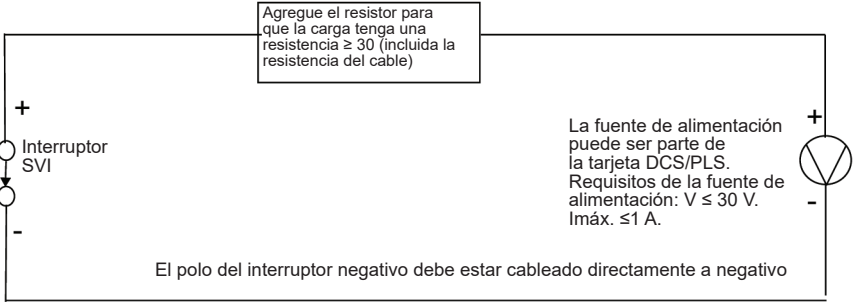 Agregue el resistor para
que la carga tenga una
resistencia ≥ 30 (incluida la
resistencia del cable)
+
Interruptor
SVI
-
La fuente de alimentación
puede ser parte de
la tarjeta DCS/PLS.
Requisitos de la fuente de
alimentación: V ≤ 30 V.
Imáx. ≤1 A.
+
-
El polo del interruptor negativo debe estar cableado directamente a negativo